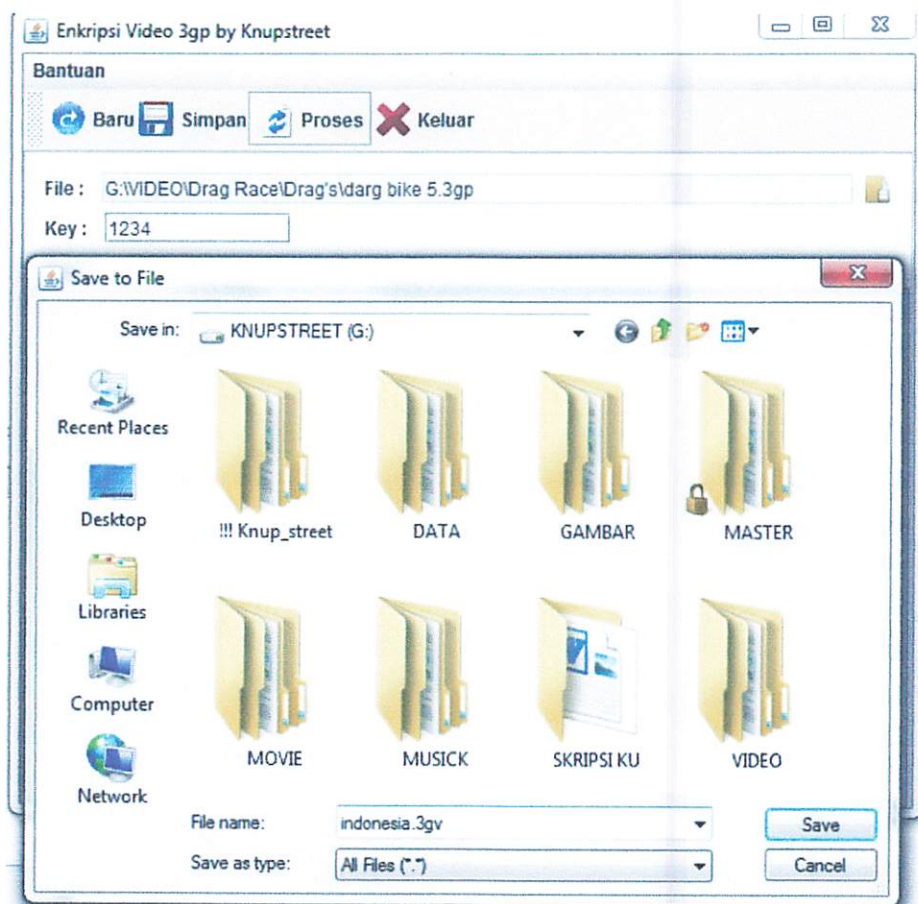 Enkripsi Video 3gp by Knupstreet
Bantuan
Baru Simpan Proses Keluar
File : G:\VIDEO\Drag Race\Drag's\darg bike 5.3gp
Key : 1234
Save to File
Save in: KNUPSTREET (G:)
Recent Places
Desktop
Libraries
Computer
Network
!!! Knup_street DATA GAMBAR MASTER
MOVIE MUSICK SKRIPSI KU VIDEO
File name: indonesia.3gv Save
Save as type: All Files (*.*) Cancel